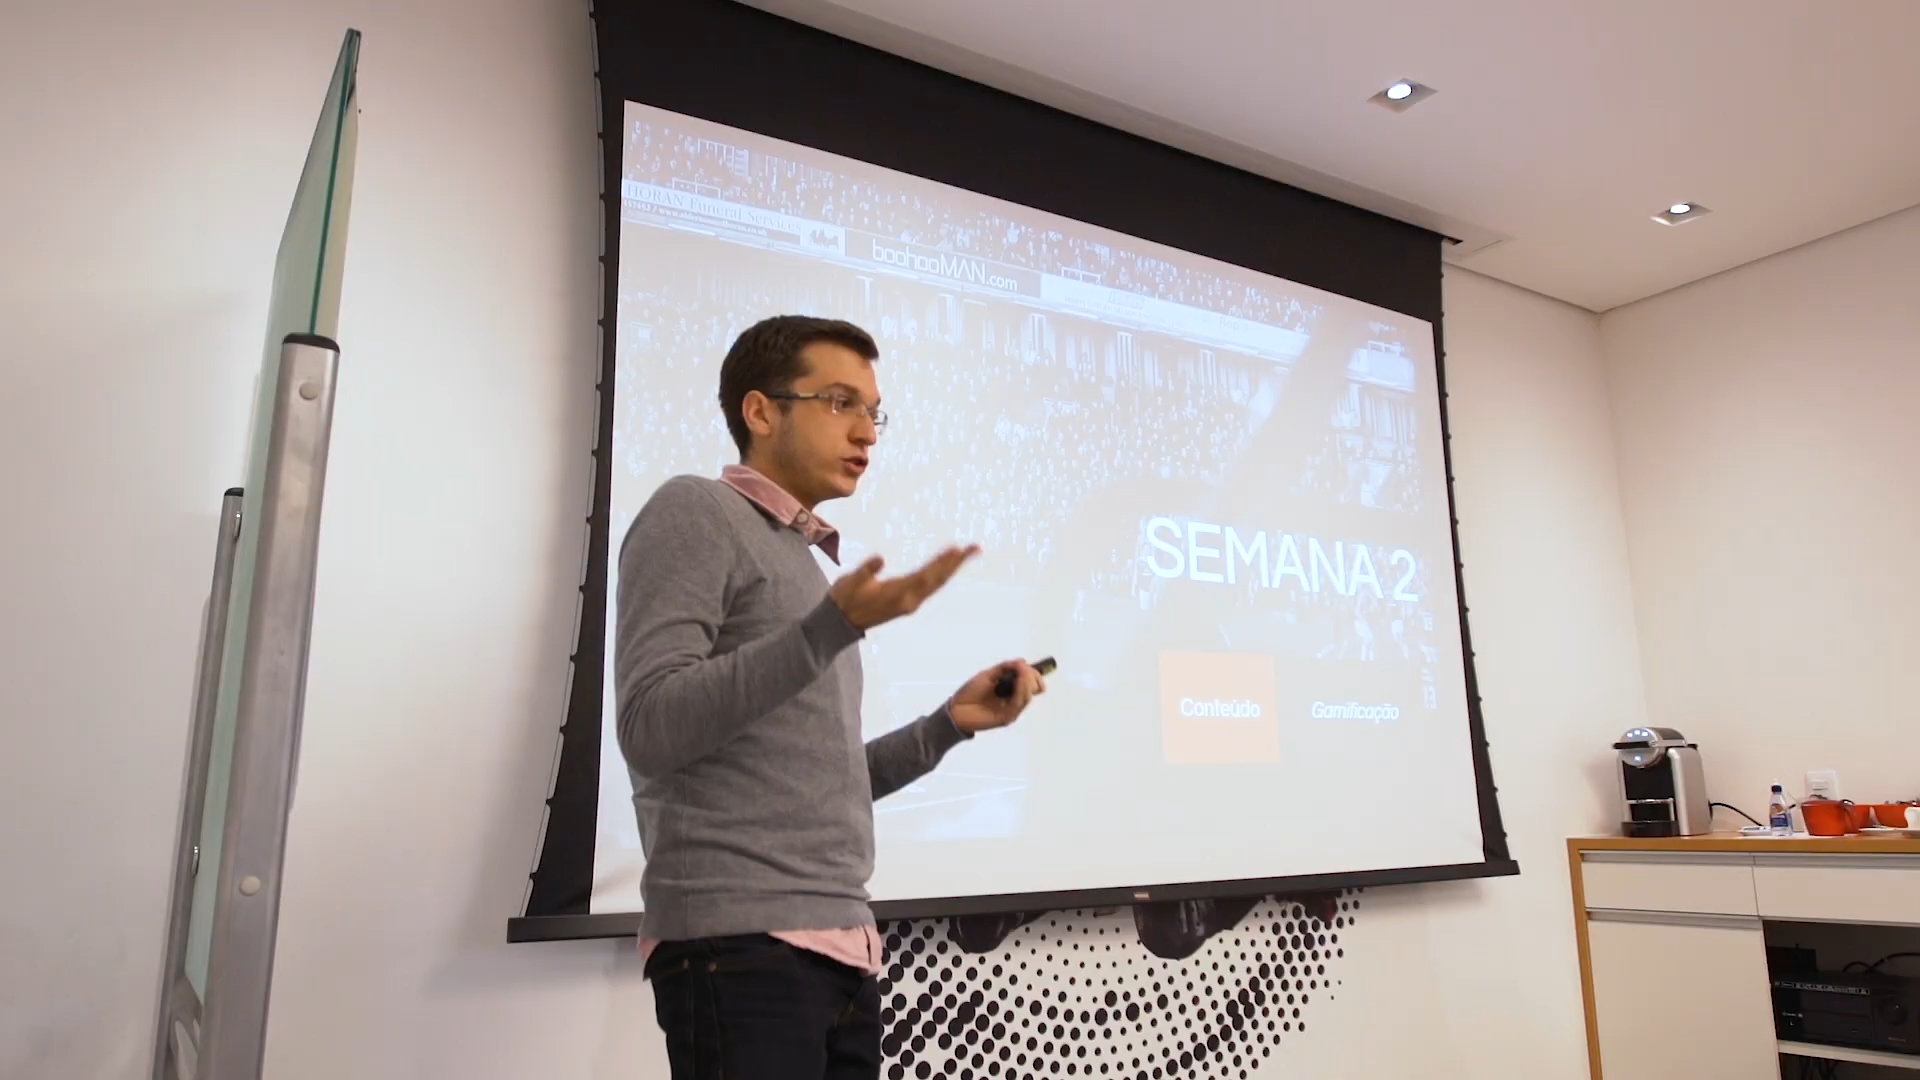 HORAN Funeral Services
boohooMAN.com
SEMANA 2
Conteúdo
Gamificação